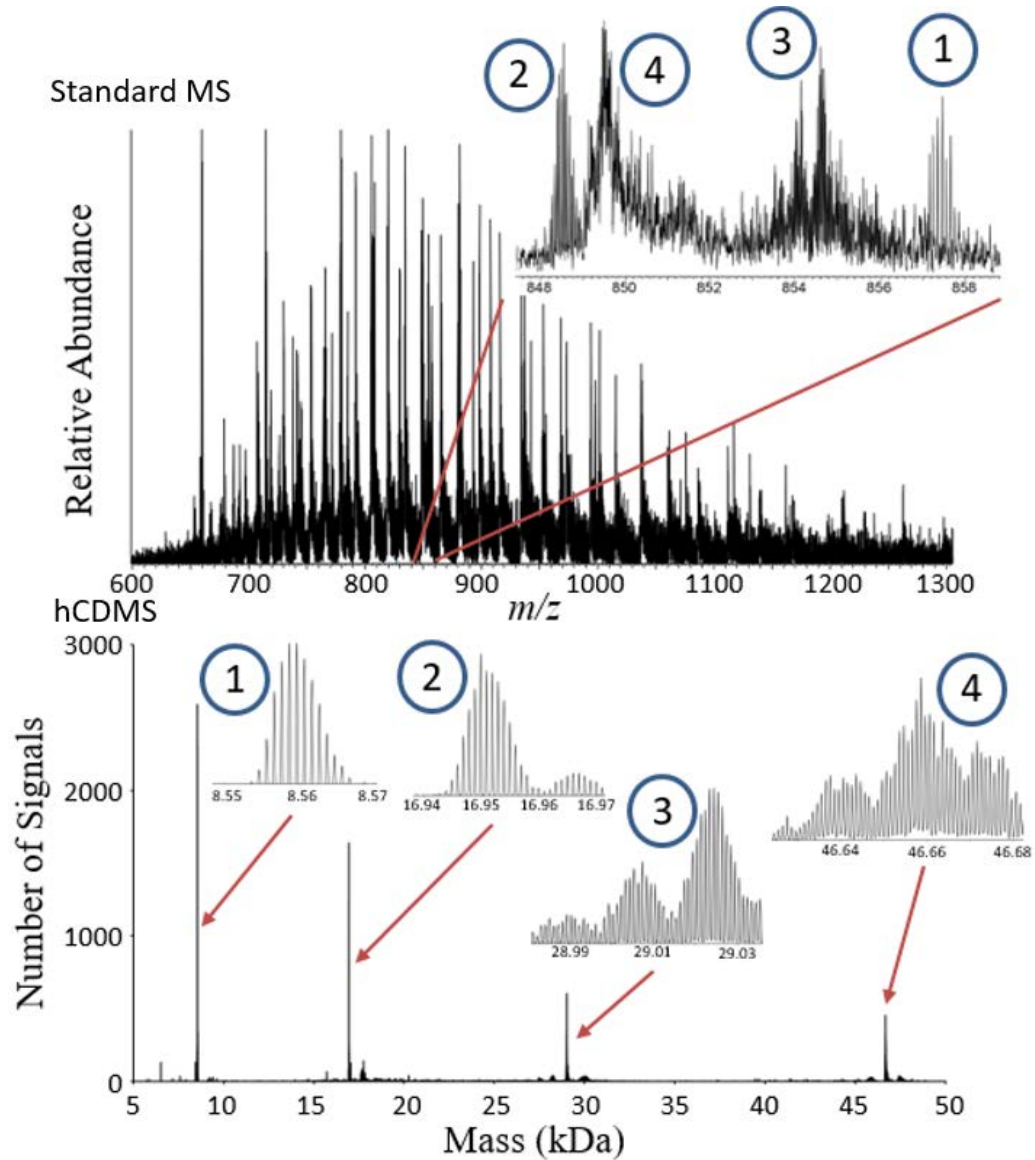 Standard MS
2
4
3
1
848 850 852 854 856 858
Relative Abundance
600 700 800 900 1000 1100 1200 1300
m/z
hCDMS
3000
2000
1000
0
Number of Signals
1
8.55 8.56 8.57
2
16.94 16.95 16.96 16.97
3
28.99 29.01 29.03
4
46.64 46.66 46.68
5 10 15 20 25 30 35 40 45 50
Mass (kDa)